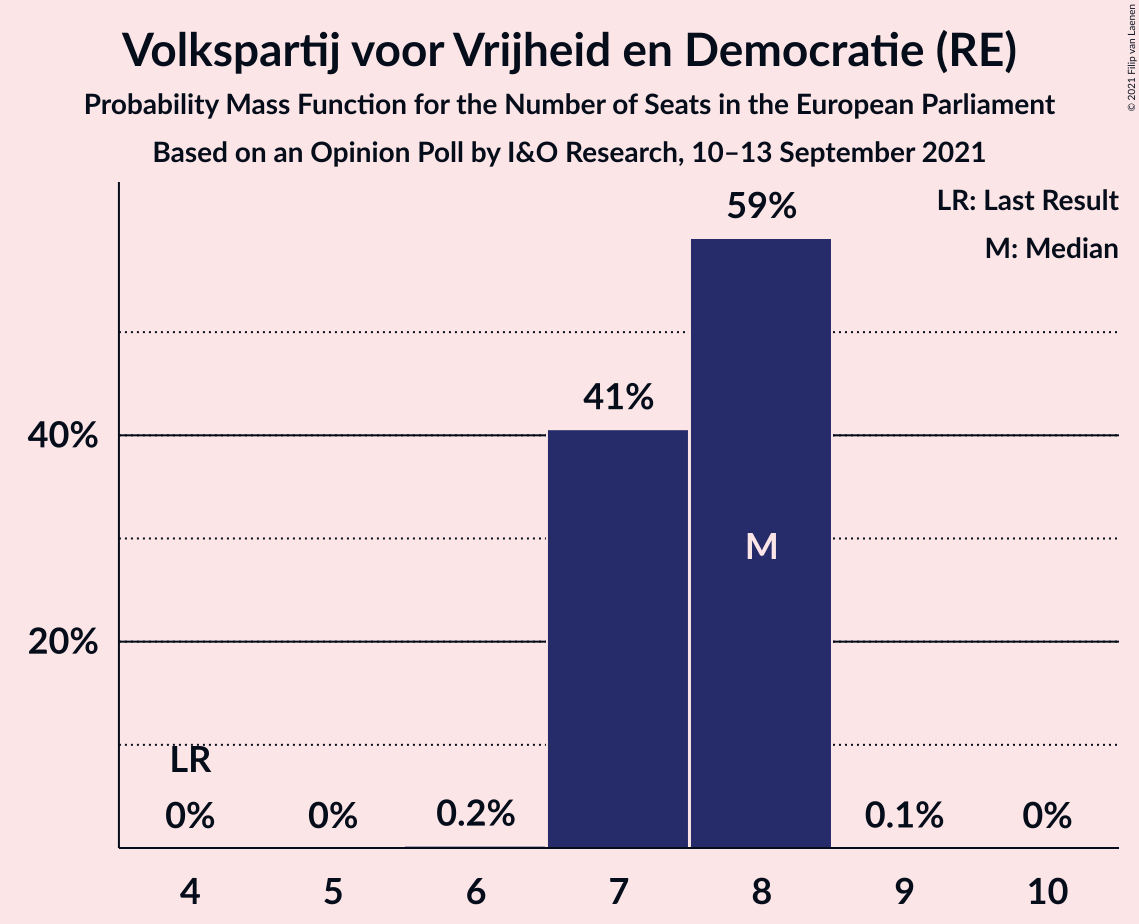 Volkspartij voor Vrijheid en Democratie (RE)
Probability Mass Function for the Number of Seats in the European Parliament
Based on an Opinion Poll by I&O Research, 10–13 September 2021
© 2021 Filip van Laenen
LR: Last Result
M: Median
59%
41%
40%
M
20%
LR
0%
0%
0.2%
0.1%
0%
4
5
6
7
8
9
10